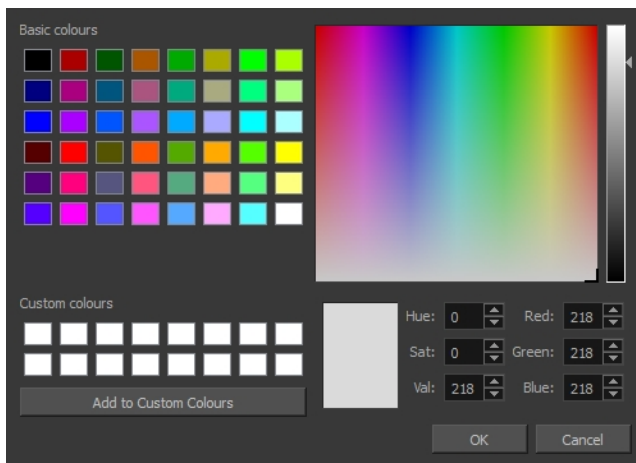 Basic colours
Custom colours
Add to Custom Colours
Hue: 0 Red: 218
Sat: 0 Green: 218
Val: 218 Blue: 218
OK Cancel